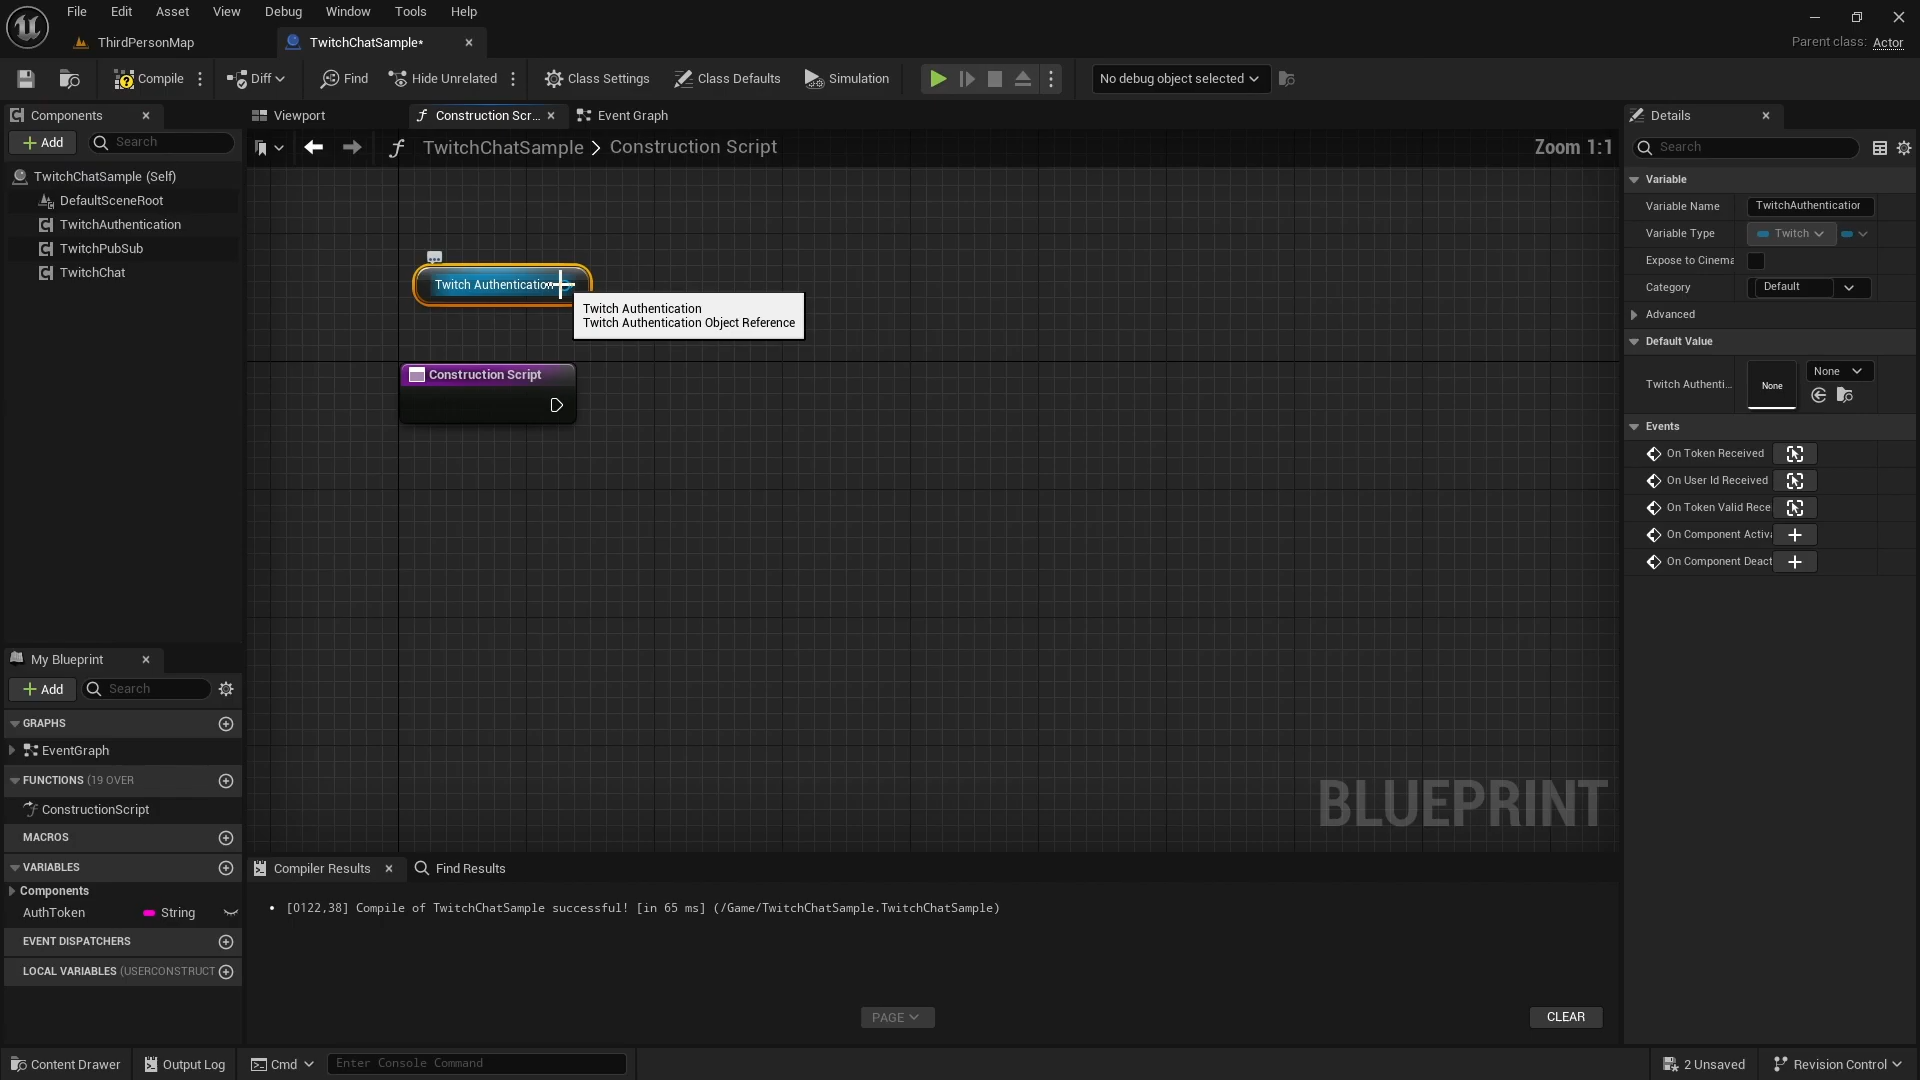 File Edit Asset View Debug Window Tools Help
ThirdPersonMap
TwitchChatSample*
Parent class: Actor
Compile
Diff
Find
Hide Unrelated
Class Settings
Class Defaults
Simulation
No debug object selected
Components
Add
Search
TwitchChatSample (Self)
DefaultSceneRoot
TwitchAuthentication
TwitchPubSub
TwitchChat
My Blueprint
Add
Search
GRAPHS
EventGraph
FUNCTIONS (19 OVER
ConstructionScript
MACROS
VARIABLES
Components
AuthToken String
EVENT DISPATCHERS
LOCAL VARIABLES (USERCONSTRUCT
Viewport
Construction Scr...
Event Graph
TwitchChatSample > Construction Script
Zoom 1:1
Twitch Authentication
Twitch Authentication
Twitch Authentication Object Reference
Construction Script
BLUEPRINT
Compiler Results
Find Results
[0122,38] Compile of TwitchChatSample successful! [in 65 ms] (/Game/TwitchChatSample.TwitchChatSample)
PAGE
CLEAR
Details
Search
Variable
Variable Name TwitchAuthentication
Variable Type Twitch
Expose to Cinema
Category Default
Advanced
Default Value
Twitch Authenti... None None
Events
On Token Received
On User Id Received
On Token Valid Rece
On Component Activa
On Component Deact
Content Drawer
Output Log
Cmd
Enter Console Command
2 Unsaved
Revision Control